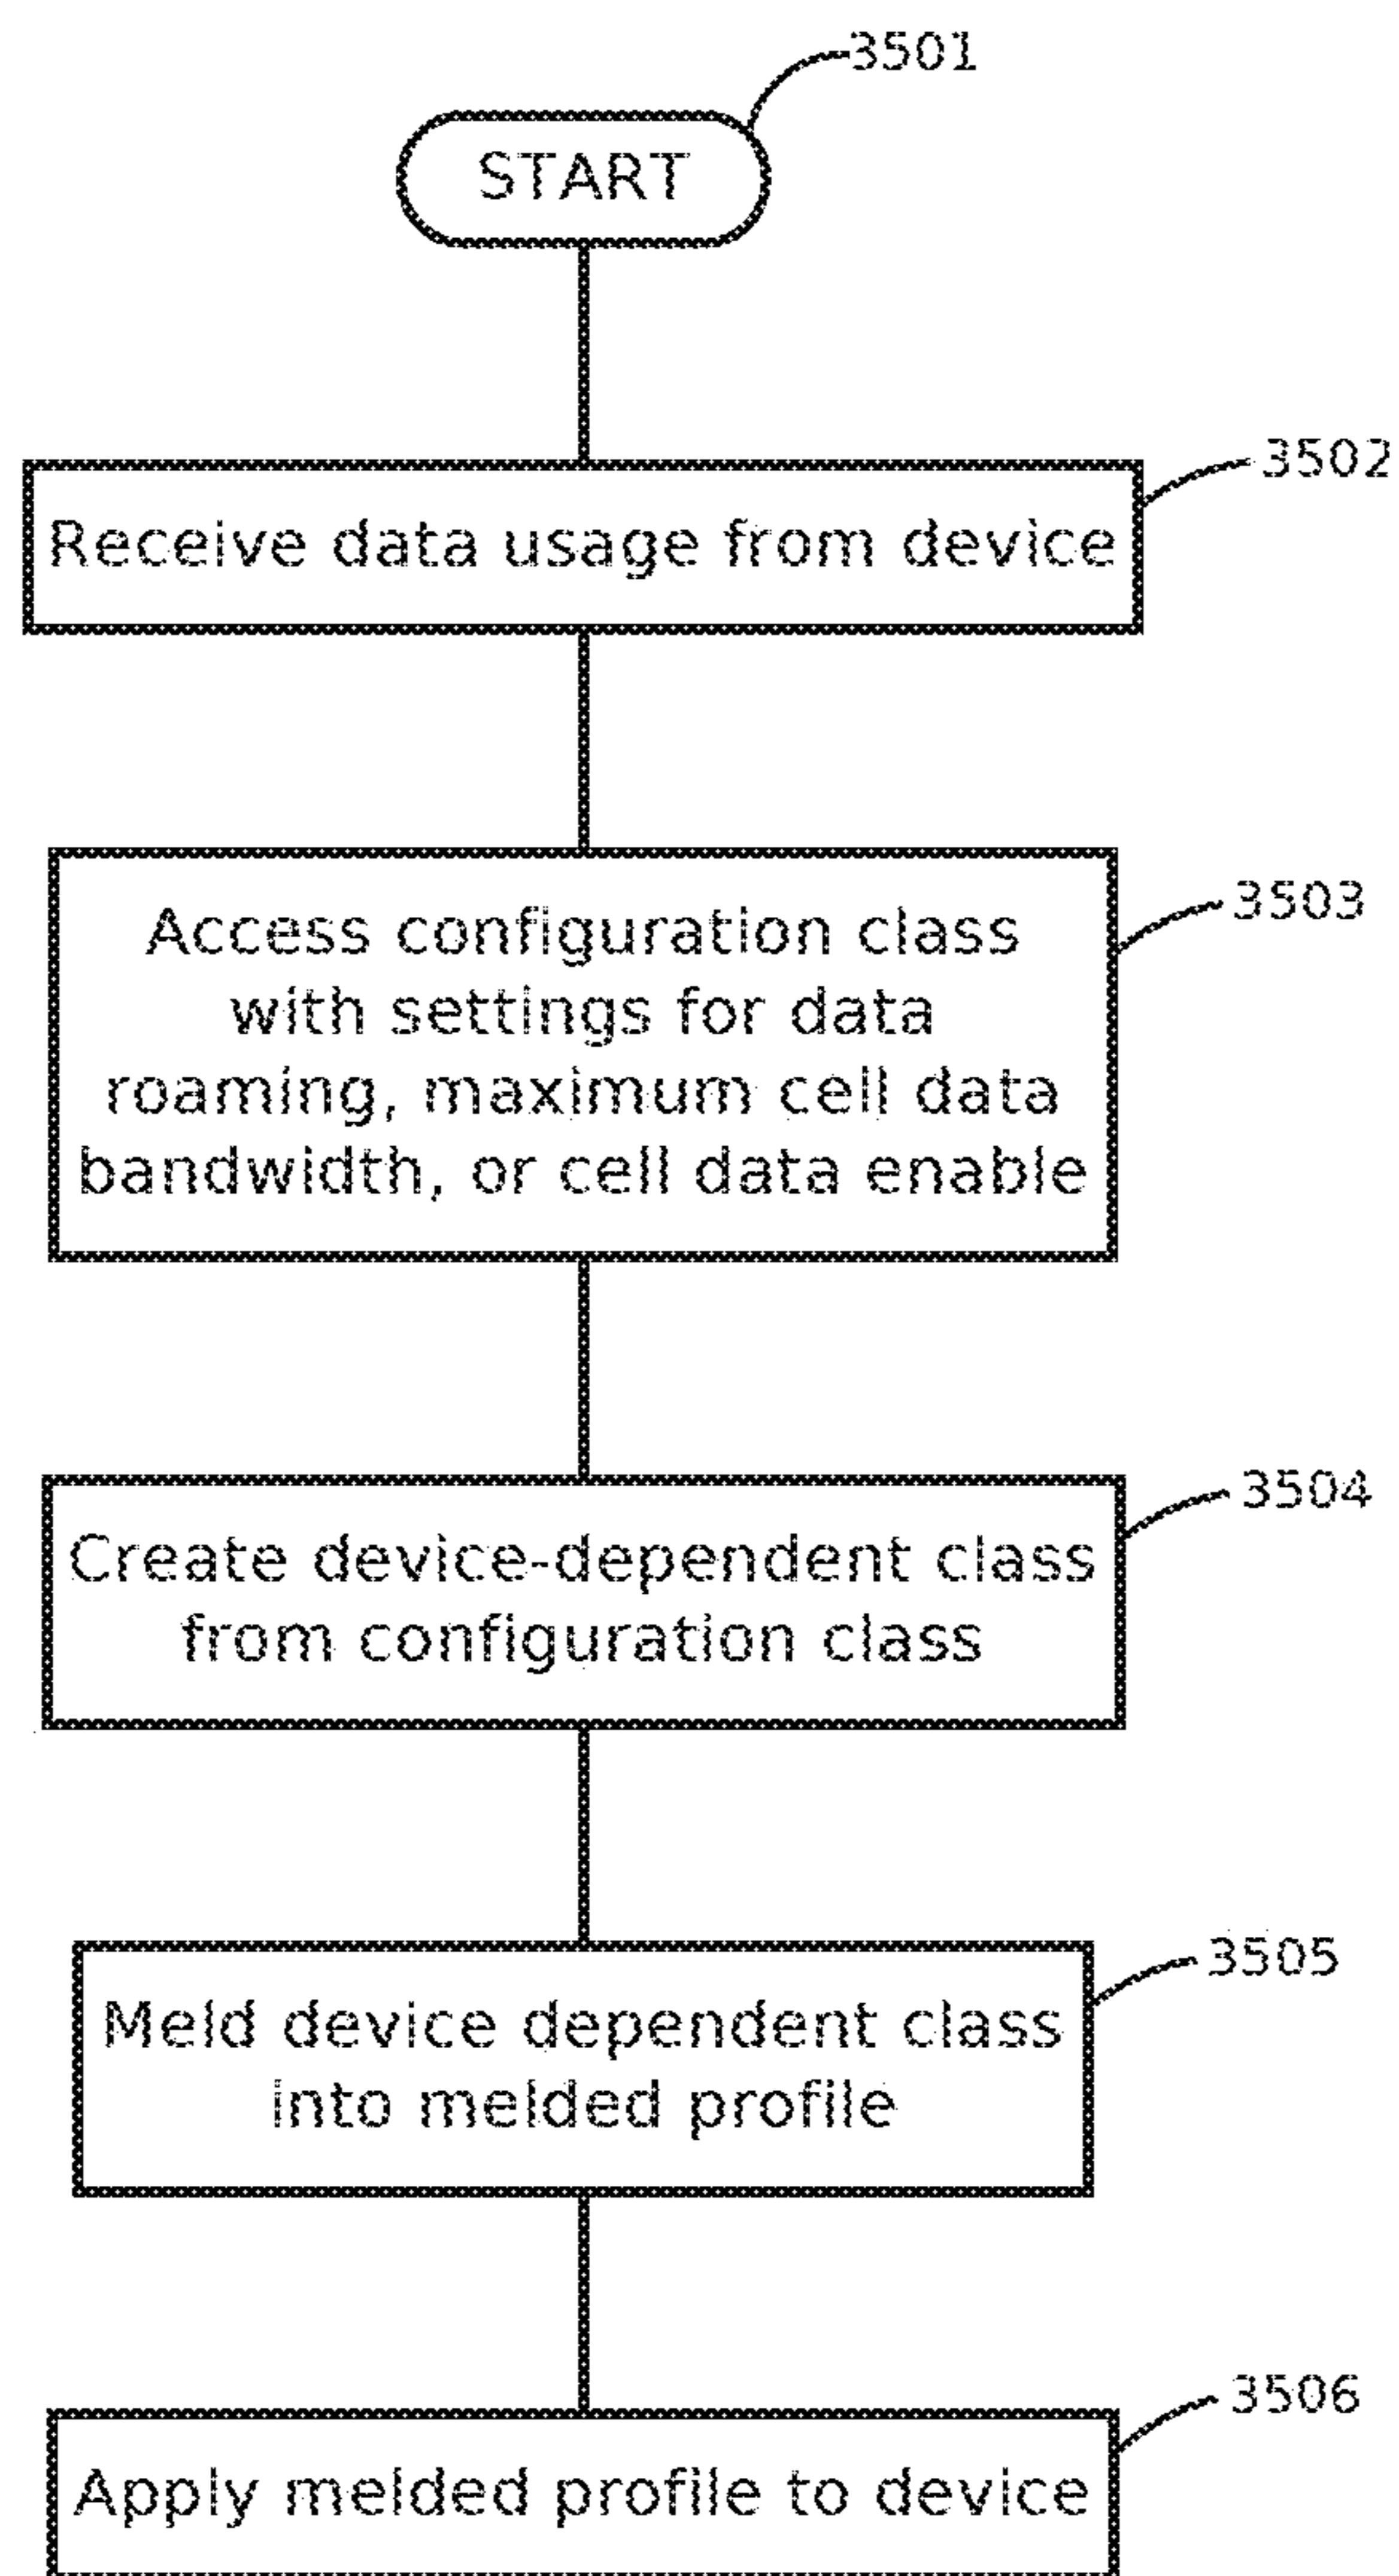 3501
START
3502
Receive data usage from device
3503
Access configuration class
with settings for data
roaming, maximum cell data
bandwidth, or cell data enable
3504
Create device-dependent class
from configuration class
3505
Meld device dependent class
into melded profile
3506
Apply melded profile to device